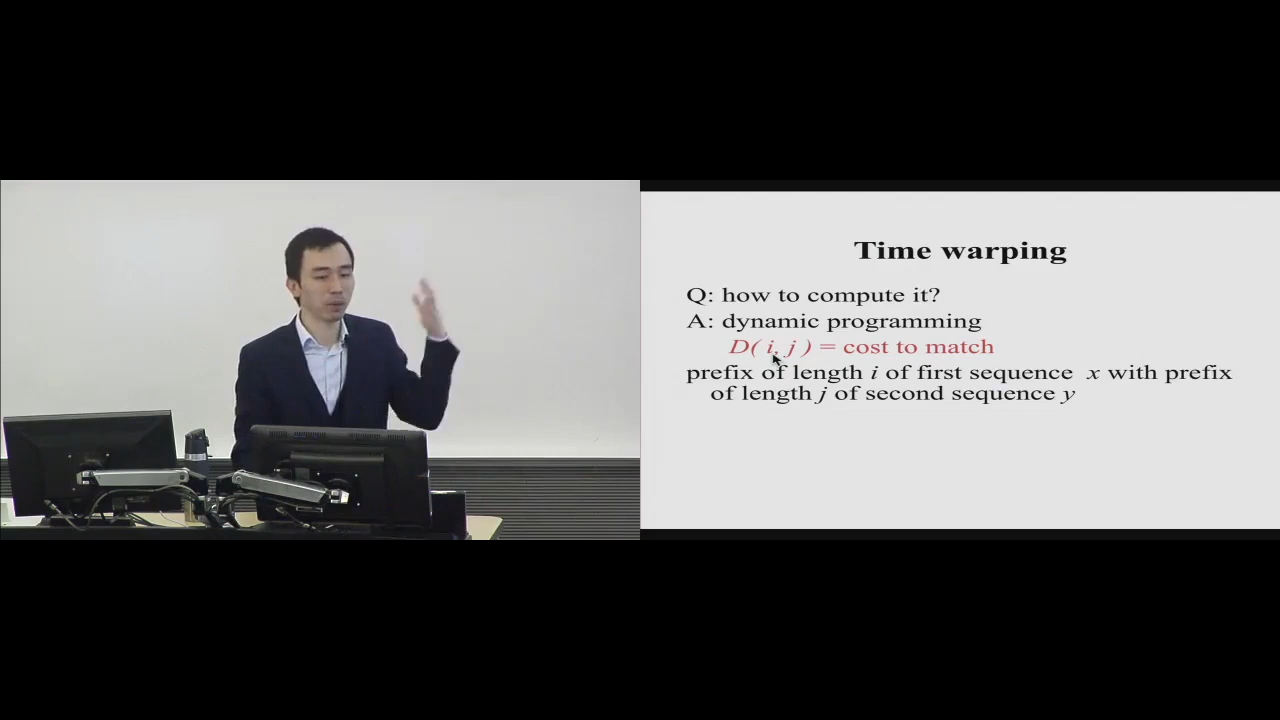 Time warping
Q: how to compute it?
A: dynamic programming
D( i, j ) = cost to match
prefix of length i of first sequence x with prefix
of length j of second sequence y